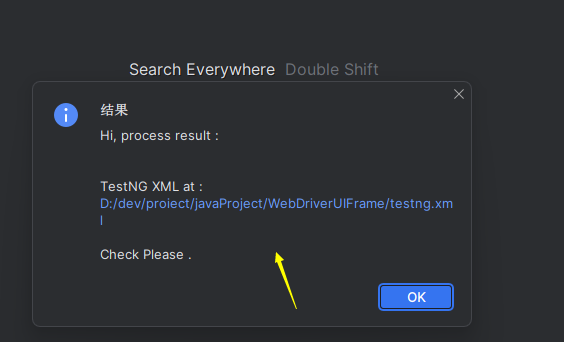 Search Everywhere Double Shift
结果
Hi, process result :
TestNG XML at :
D:/dev/proiect/javaProject/WebDriverUIFrame/testng.xm
l
Check Please .
OK